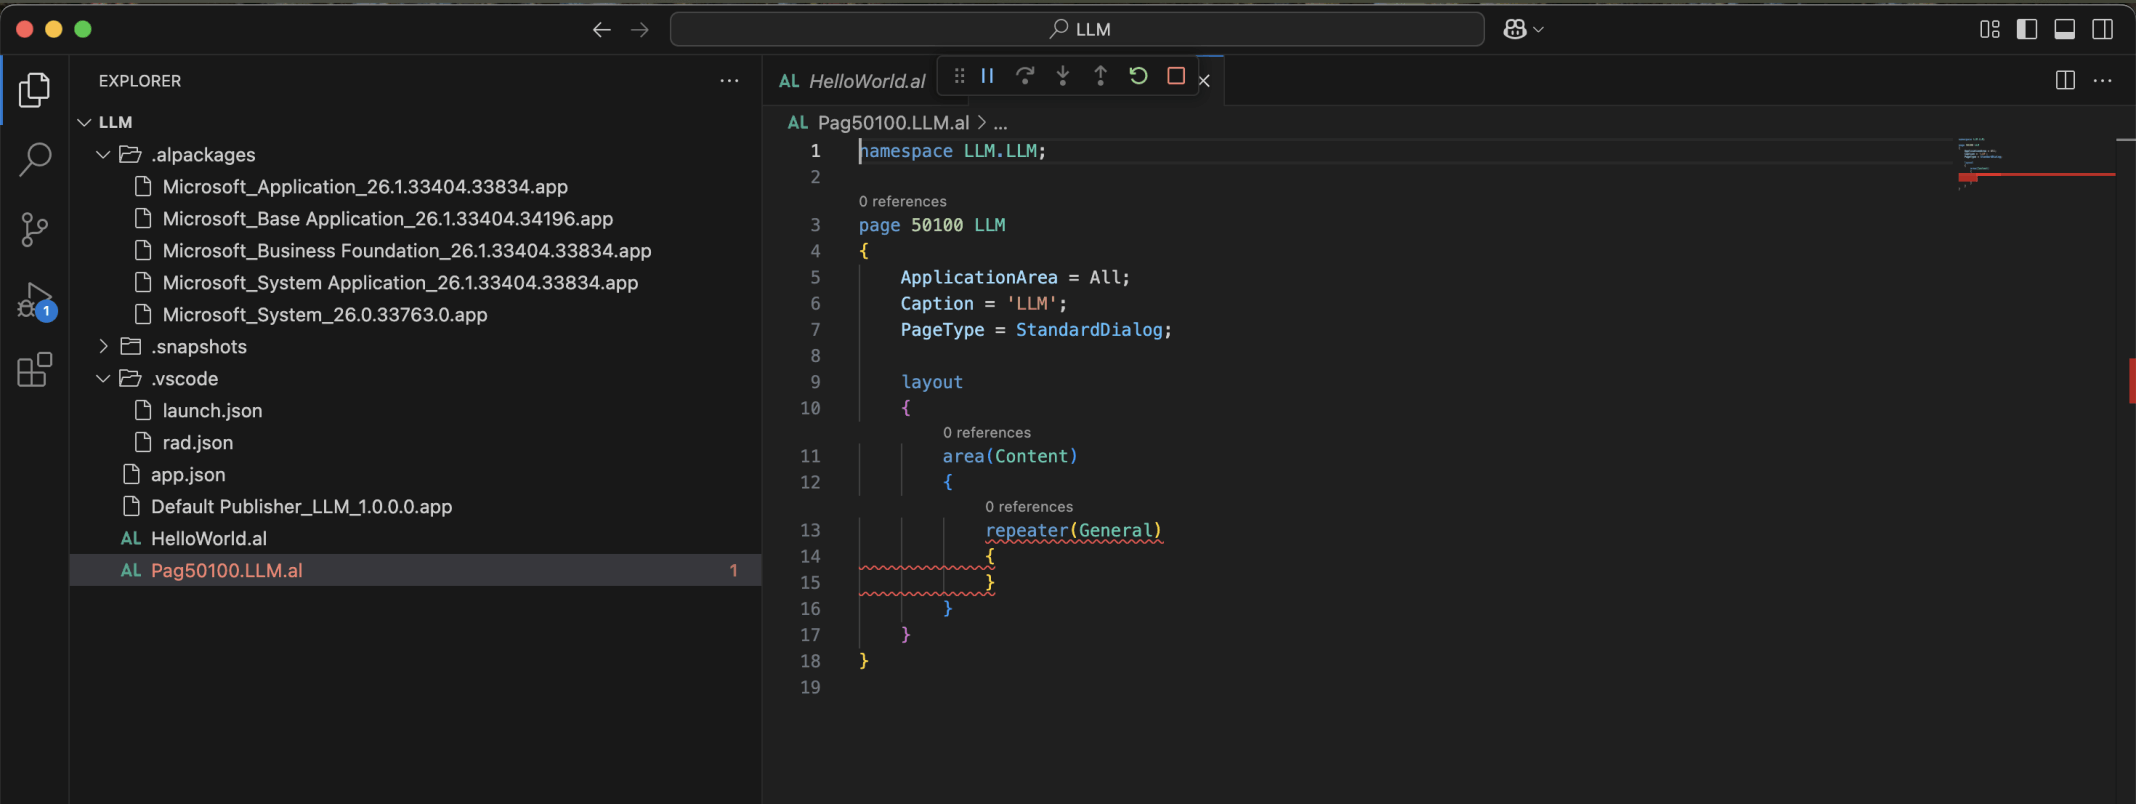 LLM
EXPLORER
LLM
.alpackages
Microsoft_Application_26.1.33404.33834.app
Microsoft_Base Application_26.1.33404.34196.app
Microsoft_Business Foundation_26.1.33404.33834.app
Microsoft_System Application_26.1.33404.33834.app
Microsoft_System_26.0.33763.0.app
.snapshots
.vscode
launch.json
rad.json
app.json
Default Publisher_LLM_1.0.0.0.app
AL HelloWorld.al
AL Pag50100.LLM.al 1
1
AL HelloWorld.al
AL Pag50100.LLM.al > ...
1 namespace LLM.LLM;
2
0 references
3 page 50100 LLM
4 {
5 ApplicationArea = All;
6 Caption = 'LLM';
7 PageType = StandardDialog;
8
9 layout
10 {
0 references
11 area(Content)
12 {
0 references
13 repeater(General)
14 {
15 }
16 }
17 }
18 }
19